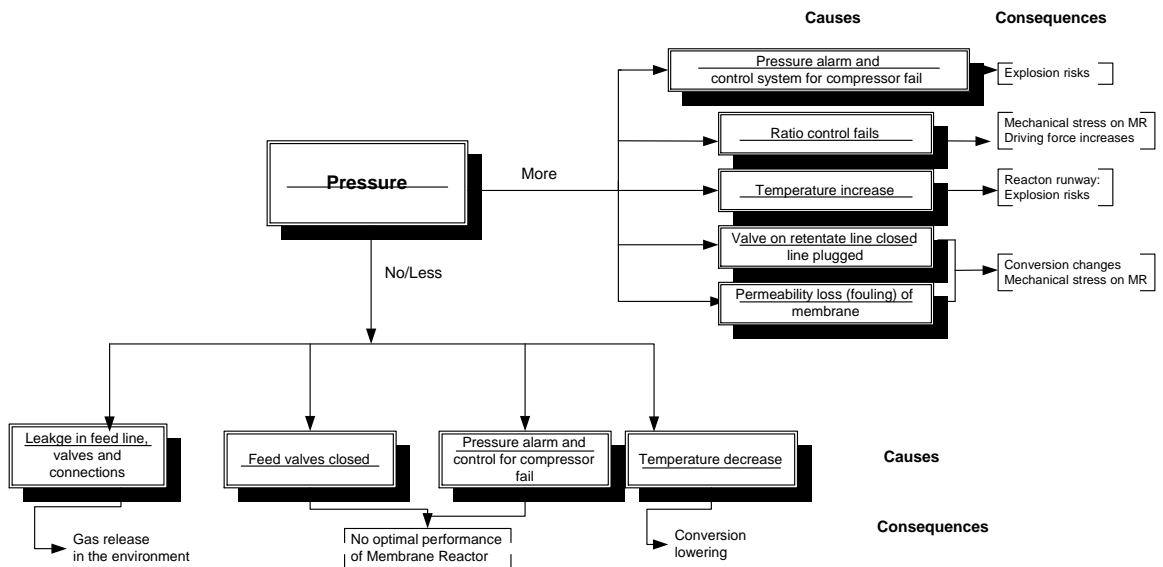 Causes
Consequences
Pressure alarm and
control system for compressor fail
Explosion risks
Ratio control fails
Mechanical stress on MR
Driving force increases
Pressure
More
Temperature increase
Reacton runway:
Explosion risks
Valve on retentate line closed
line plugged
No/Less
Conversion changes
Mechanical stress on MR
Permeability loss (fouling) of
membrane
Leakge in feed line,
valves and
connections
Feed valves closed
Pressure alarm and
control for compressor
fail
Temperature decrease
Causes
Gas release
in the environment
No optimal performance
of Membrane Reactor
Conversion
lowering
Consequences